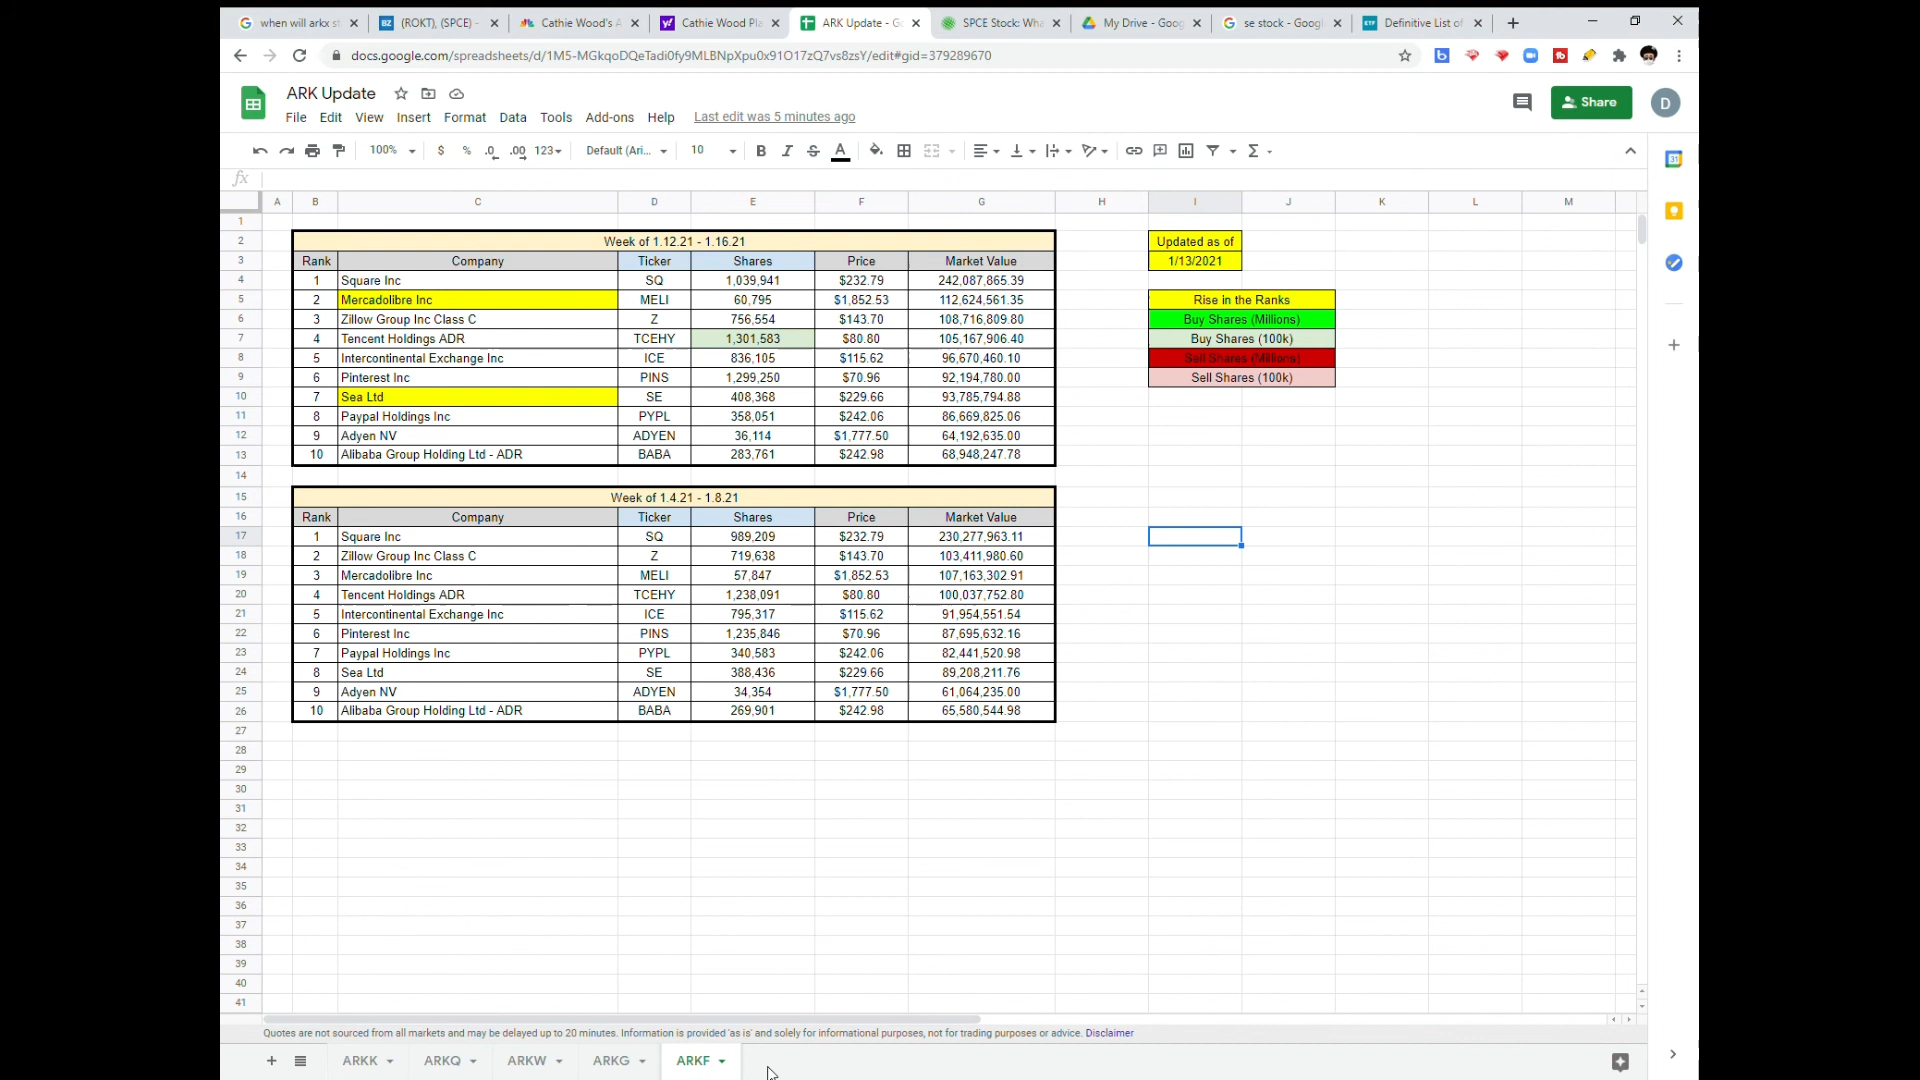 when will arkx st
(ROKT), (SPCE) -
Cathie Wood's A
Cathie Wood Pla
ARK Update - Go
SPCE Stock: Wha
My Drive - Goog
se stock - Googl
Definitive List of
docs.google.com/spreadsheets/d/1M5-MGkqoDQeTadi0fy9MLBNpXpu0x91O17zQ7vs8zsY/edit#gid=379289670
ARK Update
Share
D
File Edit View Insert Format Data Tools Add-ons Help Last edit was 5 minutes ago
100% $ % .0 .00 123 Default (Ari... 10 B I S A
fx
A B C D E F G H I J K L M
1
2 Week of 1.12.21 - 1.16.21 Updated as of
3 Rank Company Ticker Shares Price Market Value 1/13/2021
4 1 Square Inc SQ 1,039,941 $232.79 242,087,865.39
5 2 Mercadolibre Inc MELI 60,795 $1,852.53 112,624,561.35 Rise in the Ranks
6 3 Zillow Group Inc Class C Z 756,554 $143.70 108,716,809.80 Buy Shares (Millions)
7 4 Tencent Holdings ADR TCEHY 1,301,583 $80.80 105,167,906.40 Buy Shares (100k)
8 5 Intercontinental Exchange Inc ICE 836,105 $115.62 96,670,460.10 Sell Shares (Millions)
9 6 Pinterest Inc PINS 1,299,250 $70.96 92,194,780.00 Sell Shares (100k)
10 7 Sea Ltd SE 408,368 $229.66 93,785,794.88
11 8 Paypal Holdings Inc PYPL 358,051 $242.06 86,669,825.06
12 9 Adyen NV ADYEN 36,114 $1,777.50 64,192,635.00
13 10 Alibaba Group Holding Ltd - ADR BABA 283,761 $242.98 68,948,247.78
14
15 Week of 1.4.21 - 1.8.21
16 Rank Company Ticker Shares Price Market Value
17 1 Square Inc SQ 989,209 $232.79 230,277,963.11
18 2 Zillow Group Inc Class C Z 719,638 $143.70 103,411,980.60
19 3 Mercadolibre Inc MELI 57,847 $1,852.53 107,163,302.91
20 4 Tencent Holdings ADR TCEHY 1,238,091 $80.80 100,037,752.80
21 5 Intercontinental Exchange Inc ICE 795,317 $115.62 91,954,551.54
22 6 Pinterest Inc PINS 1,235,846 $70.96 87,695,632.16
23 7 Paypal Holdings Inc PYPL 340,583 $242.06 82,441,520.98
24 8 Sea Ltd SE 388,436 $229.66 89,208,211.76
25 9 Adyen NV ADYEN 34,354 $1,777.50 61,064,235.00
26 10 Alibaba Group Holding Ltd - ADR BABA 269,901 $242.98 65,580,544.98
27
28
29
30
31
32
33
34
35
36
37
38
39
40
41
Quotes are not sourced from all markets and may be delayed up to 20 minutes. Information is provided 'as is' and solely for informational purposes, not for trading purposes or advice. Disclaimer
ARKK ARKQ ARKW ARKG ARKF